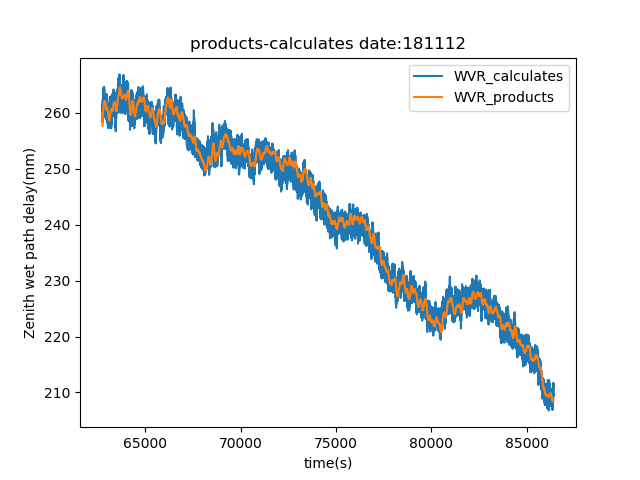 products-calculates date:181112
WVR_calculates
WVR_products
Zenith wet path delay(mm)
260
250
240
230
220
210
65000 70000 75000 80000 85000
time(s)